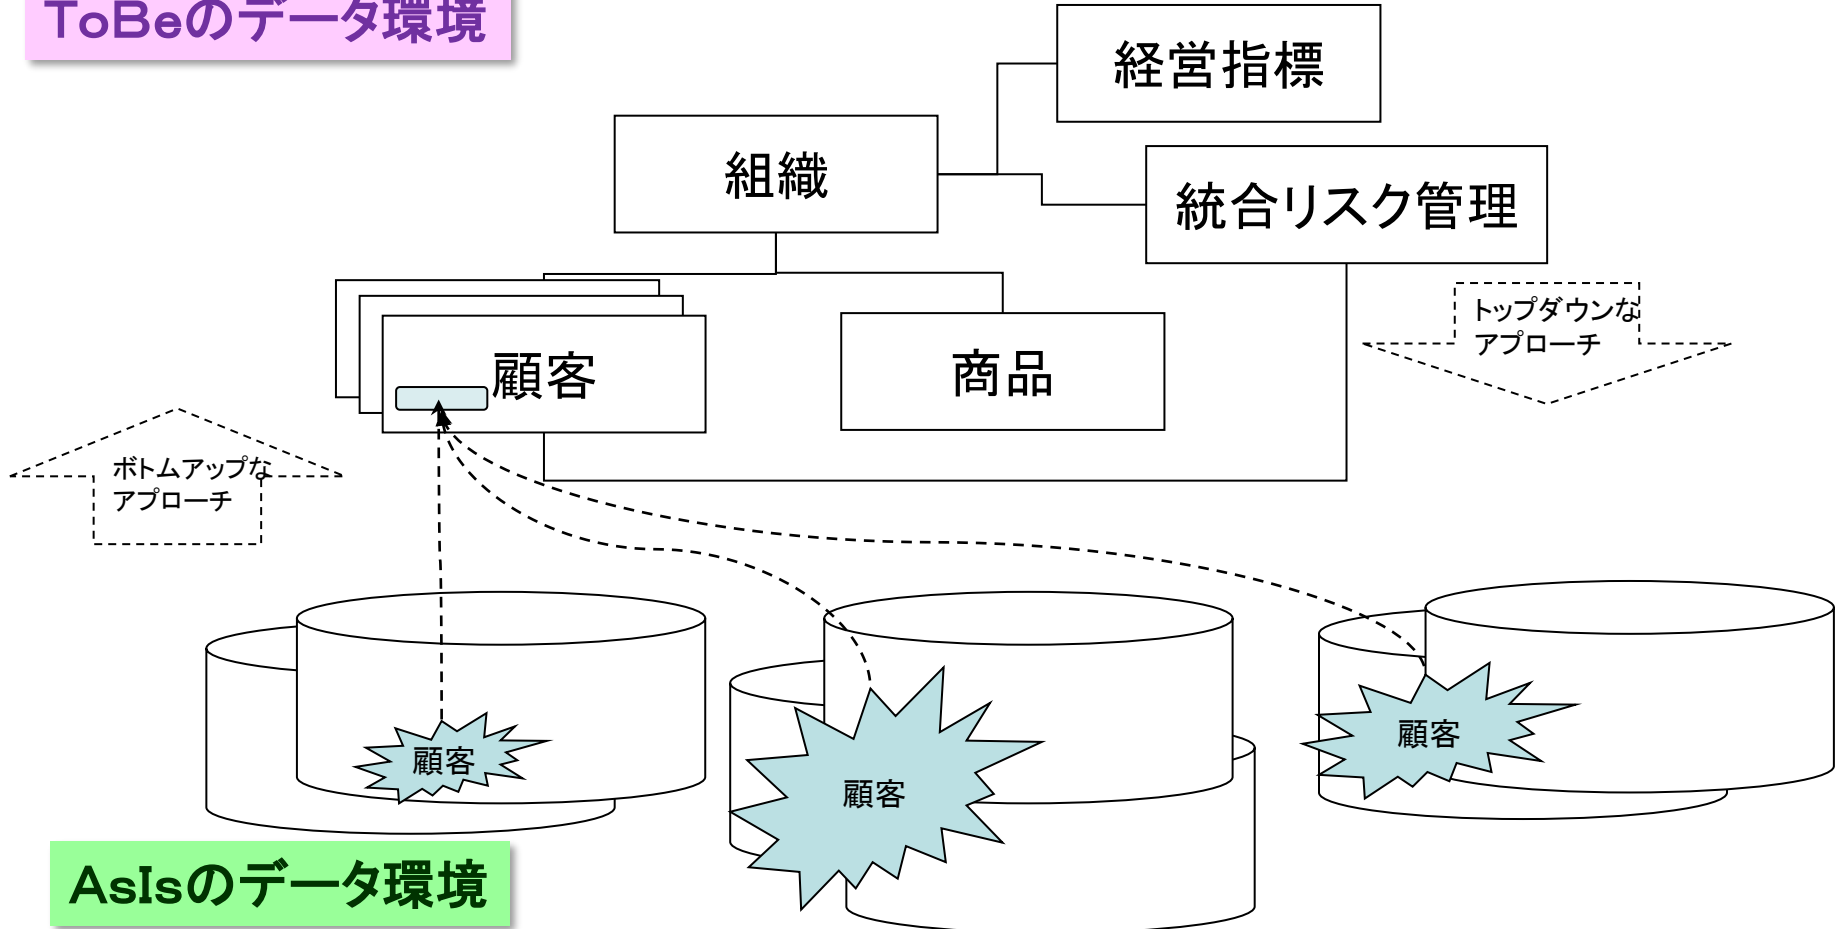 ToBeのデータ環境
経営指標
組織
統合リスク管理
トップダウンな
アプローチ
顧客
商品
ボトムアップな
アプローチ
顧客
顧客
顧客
AsIsのデータ環境